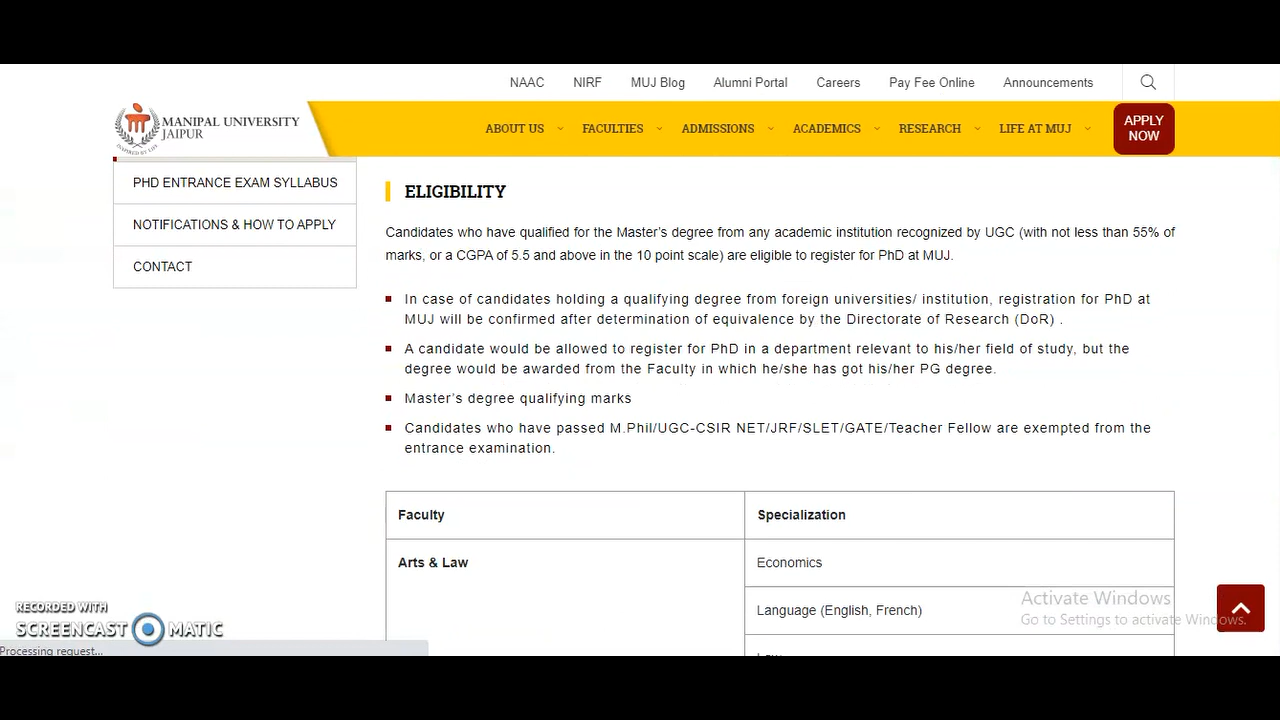 NAAC NIRF MUJ Blog Alumni Portal Careers Pay Fee Online Announcements
MANIPAL UNIVERSITY
JAIPUR
INSPIRED BY LIFE
ABOUT US FACULTIES ADMISSIONS ACADEMICS RESEARCH LIFE AT MUJ
APPLY
NOW
PHD ENTRANCE EXAM SYLLABUS
NOTIFICATIONS & HOW TO APPLY
CONTACT
ELIGIBILITY
Candidates who have qualified for the Master’s degree from any academic institution recognized by UGC (with not less than 55% of
marks, or a CGPA of 5.5 and above in the 10 point scale) are eligible to register for PhD at MUJ.
In case of candidates holding a qualifying degree from foreign universities/ institution, registration for PhD at
MUJ will be confirmed after determination of equivalence by the Directorate of Research (DoR) .
A candidate would be allowed to register for PhD in a department relevant to his/her field of study, but the
degree would be awarded from the Faculty in which he/she has got his/her PG degree.
Master’s degree qualifying marks
Candidates who have passed M.Phil/UGC-CSIR NET/JRF/SLET/GATE/Teacher Fellow are exempted from the
entrance examination.
Faculty Specialization
Arts & Law Economics
Language (English, French)
Law
Activate Windows
Go to Settings to activate Windows.
RECORDED WITH
SCREENCAST MATIC
Processing request...